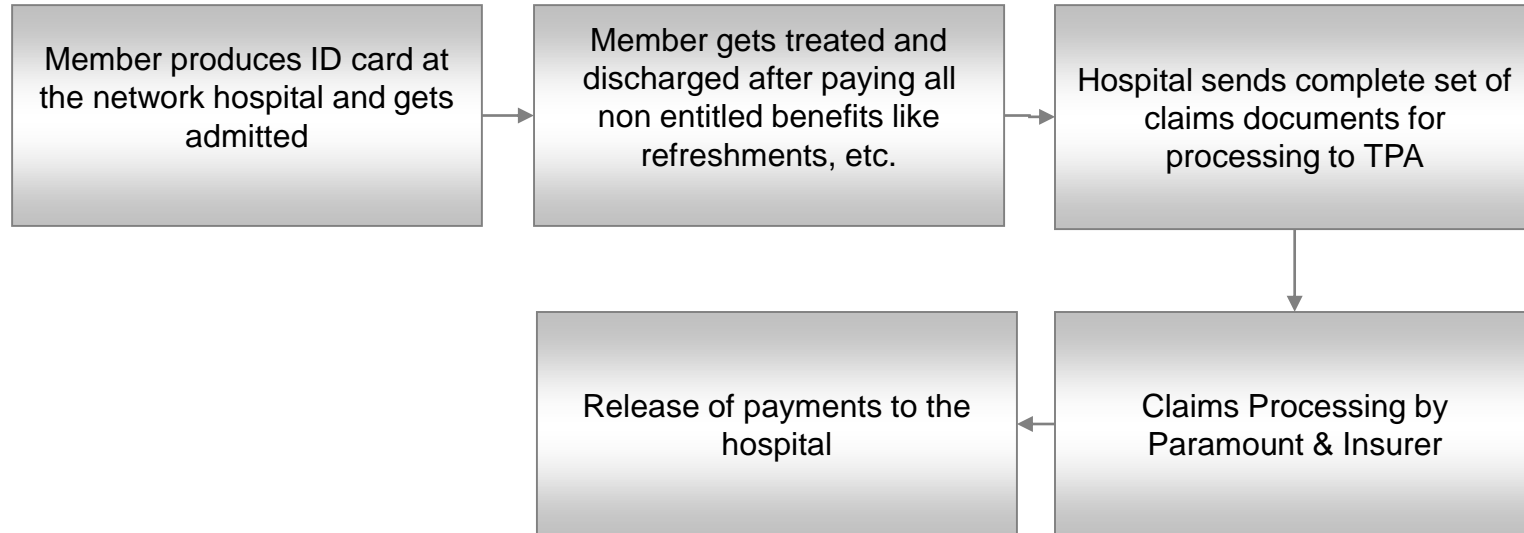 Member produces ID card at
the network hospital and gets
admitted
Member gets treated and
discharged after paying all
non entitled benefits like
refreshments, etc.
Hospital sends complete set of
claims documents for
processing to TPA
Claims Processing by
Paramount & Insurer
Release of payments to the
hospital